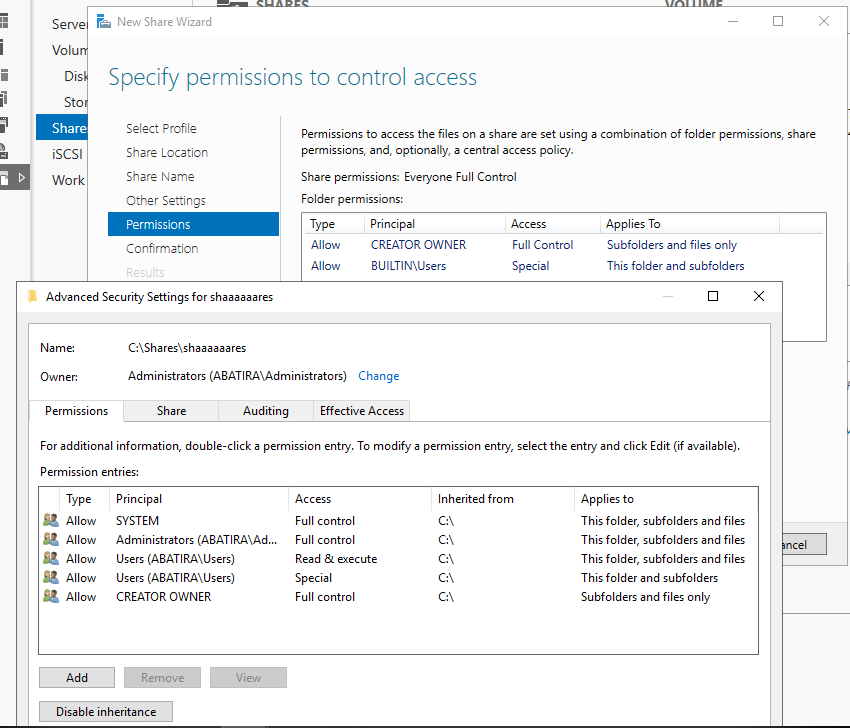 SHARES
VOLUME
Server
Volum
Disk
Stor
Shares
iSCSI
Work
New Share Wizard
Specify permissions to control access
Select Profile
Share Location
Share Name
Other Settings
Permissions
Confirmation
Results
Permissions to access the files on a share are set using a combination of folder permissions, share
permissions, and, optionally, a central access policy.
Share permissions: Everyone Full Control
Folder permissions:
Type Principal Access Applies To
Allow CREATOR OWNER Full Control Subfolders and files only
Allow BUILTIN\Users Special This folder and subfolders
ancel
Advanced Security Settings for shaaaaaares
Name: C:\Shares\shaaaaaares
Owner: Administrators (ABATIRA\Administrators) Change
Permissions Share Auditing Effective Access
For additional information, double-click a permission entry. To modify a permission entry, select the entry and click Edit (if available).
Permission entries:
Type Principal Access Inherited from Applies to
Allow SYSTEM Full control C:\ This folder, subfolders and files
Allow Administrators (ABATIRA\Ad... Full control C:\ This folder, subfolders and files
Allow Users (ABATIRA\Users) Read & execute C:\ This folder, subfolders and files
Allow Users (ABATIRA\Users) Special C:\ This folder and subfolders
Allow CREATOR OWNER Full control C:\ Subfolders and files only
Add Remove View
Disable inheritance